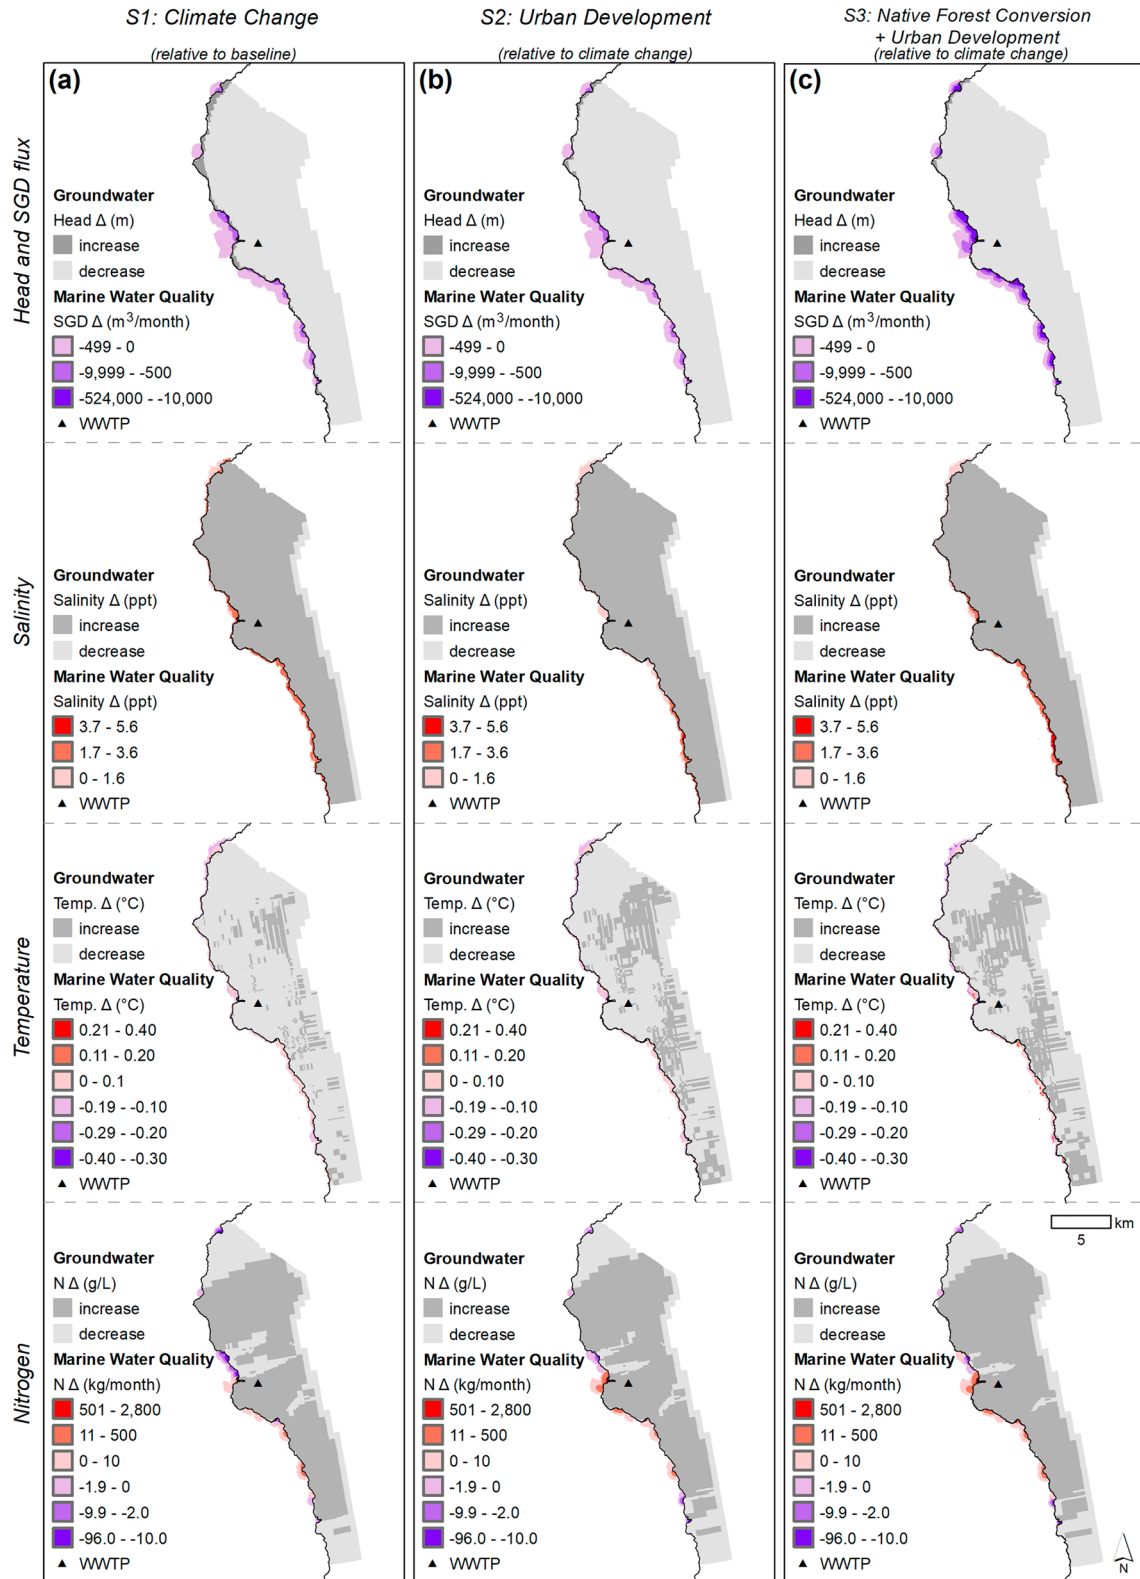 S1: Climate Change
(relative to baseline)
S2: Urban Development
(relative to climate change)
S3: Native Forest Conversion
+ Urban Development
(relative to climate change)
Head and SGD flux
(a)
Groundwater
Head Δ (m)
increase
decrease
Marine Water Quality
SGD Δ (m³/month)
-499 - 0
-9,999 - -500
-524,000 - -10,000
WWTP
(b)
Groundwater
Head Δ (m)
increase
decrease
Marine Water Quality
SGD Δ (m³/month)
-499 - 0
-9,999 - -500
-524,000 - -10,000
WWTP
(c)
Groundwater
Head Δ (m)
increase
decrease
Marine Water Quality
SGD Δ (m³/month)
-499 - 0
-9,999 - -500
-524,000 - -10,000
WWTP
Salinity
Groundwater
Salinity Δ (ppt)
increase
decrease
Marine Water Quality
Salinity Δ (ppt)
3.7 - 5.6
1.7 - 3.6
0 - 1.6
WWTP
Groundwater
Salinity Δ (ppt)
increase
decrease
Marine Water Quality
Salinity Δ (ppt)
3.7 - 5.6
1.7 - 3.6
0 - 1.6
WWTP
Groundwater
Salinity Δ (ppt)
increase
decrease
Marine Water Quality
Salinity Δ (ppt)
3.7 - 5.6
1.7 - 3.6
0 - 1.6
WWTP
Temperature
Groundwater
Temp. Δ (°C)
increase
decrease
Marine Water Quality
Temp. Δ (°C)
0.21 - 0.40
0.11 - 0.20
0 - 0.1
-0.19 - -0.10
-0.29 - -0.20
-0.40 - -0.30
WWTP
Groundwater
Temp. Δ (°C)
increase
decrease
Marine Water Quality
Temp. Δ (°C)
0.21 - 0.40
0.11 - 0.20
0 - 0.10
-0.19 - -0.10
-0.29 - -0.20
-0.40 - -0.30
WWTP
Groundwater
Temp. Δ (°C)
increase
decrease
Marine Water Quality
Temp. Δ (°C)
0.21 - 0.40
0.11 - 0.20
0 - 0.10
-0.19 - -0.10
-0.29 - -0.20
-0.40 - -0.30
WWTP
Nitrogen
Groundwater
N Δ (g/L)
increase
decrease
Marine Water Quality
N Δ (kg/month)
501 - 2,800
11 - 500
0 - 10
-1.9 - 0
-9.9 - -2.0
-96.0 - -10.0
WWTP
Groundwater
N Δ (g/L)
increase
decrease
Marine Water Quality
N Δ (kg/month)
501 - 2,800
11 - 500
0 - 10
-1.9 - 0
-9.9 - -2.0
-96.0 - -10.0
WWTP
km
5
Groundwater
N Δ (g/L)
increase
decrease
Marine Water Quality
N Δ (kg/month)
501 - 2,800
11 - 500
0 - 10
-1.9 - 0
-9.9 - -2.0
-96.0 - -10.0
WWTP
N